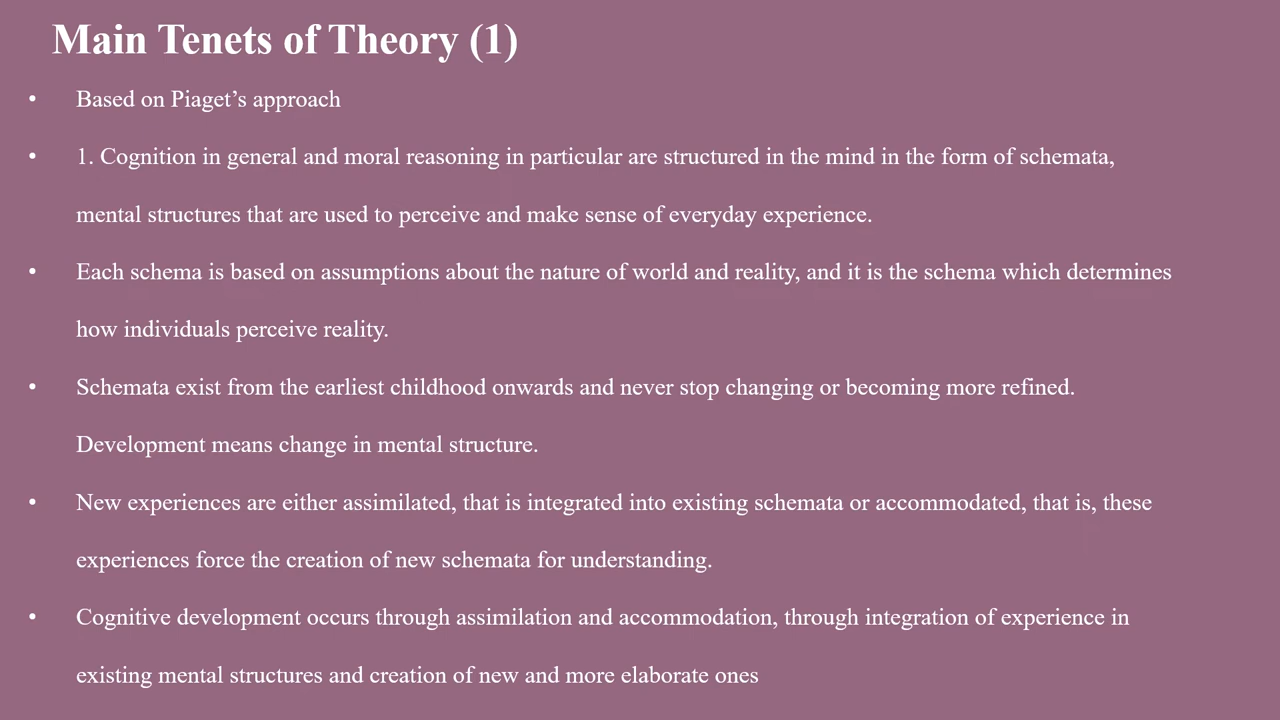 Main Tenets of Theory (1)
• Based on Piaget’s approach
• 1. Cognition in general and moral reasoning in particular are structured in the mind in the form of schemata,
mental structures that are used to perceive and make sense of everyday experience.
• Each schema is based on assumptions about the nature of world and reality, and it is the schema which determines
how individuals perceive reality.
• Schemata exist from the earliest childhood onwards and never stop changing or becoming more refined.
Development means change in mental structure.
• New experiences are either assimilated, that is integrated into existing schemata or accommodated, that is, these
experiences force the creation of new schemata for understanding.
• Cognitive development occurs through assimilation and accommodation, through integration of experience in
existing mental structures and creation of new and more elaborate ones